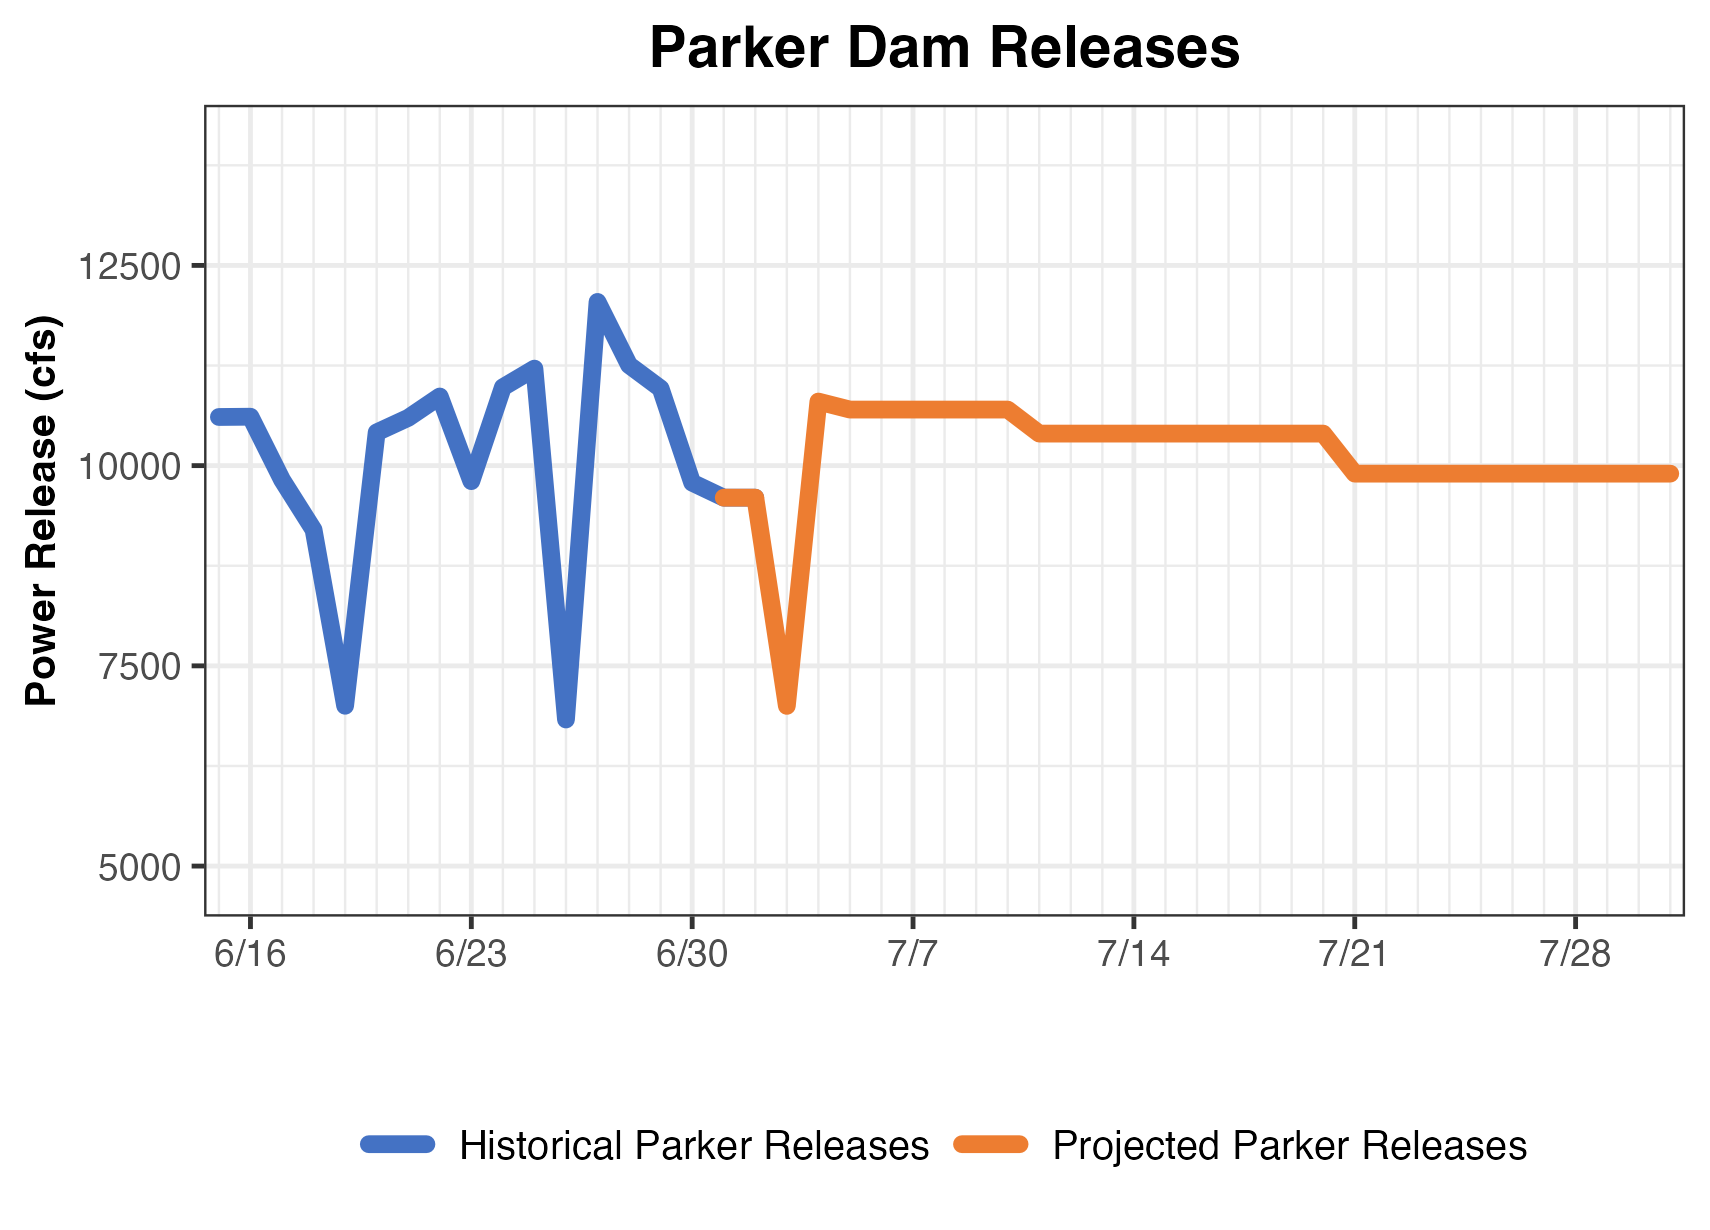 Parker Dam Releases
Power Release (cfs)
12500
10000
7500
5000
6/16 6/23 6/30 7/7 7/14 7/21 7/28
Historical Parker Releases Projected Parker Releases